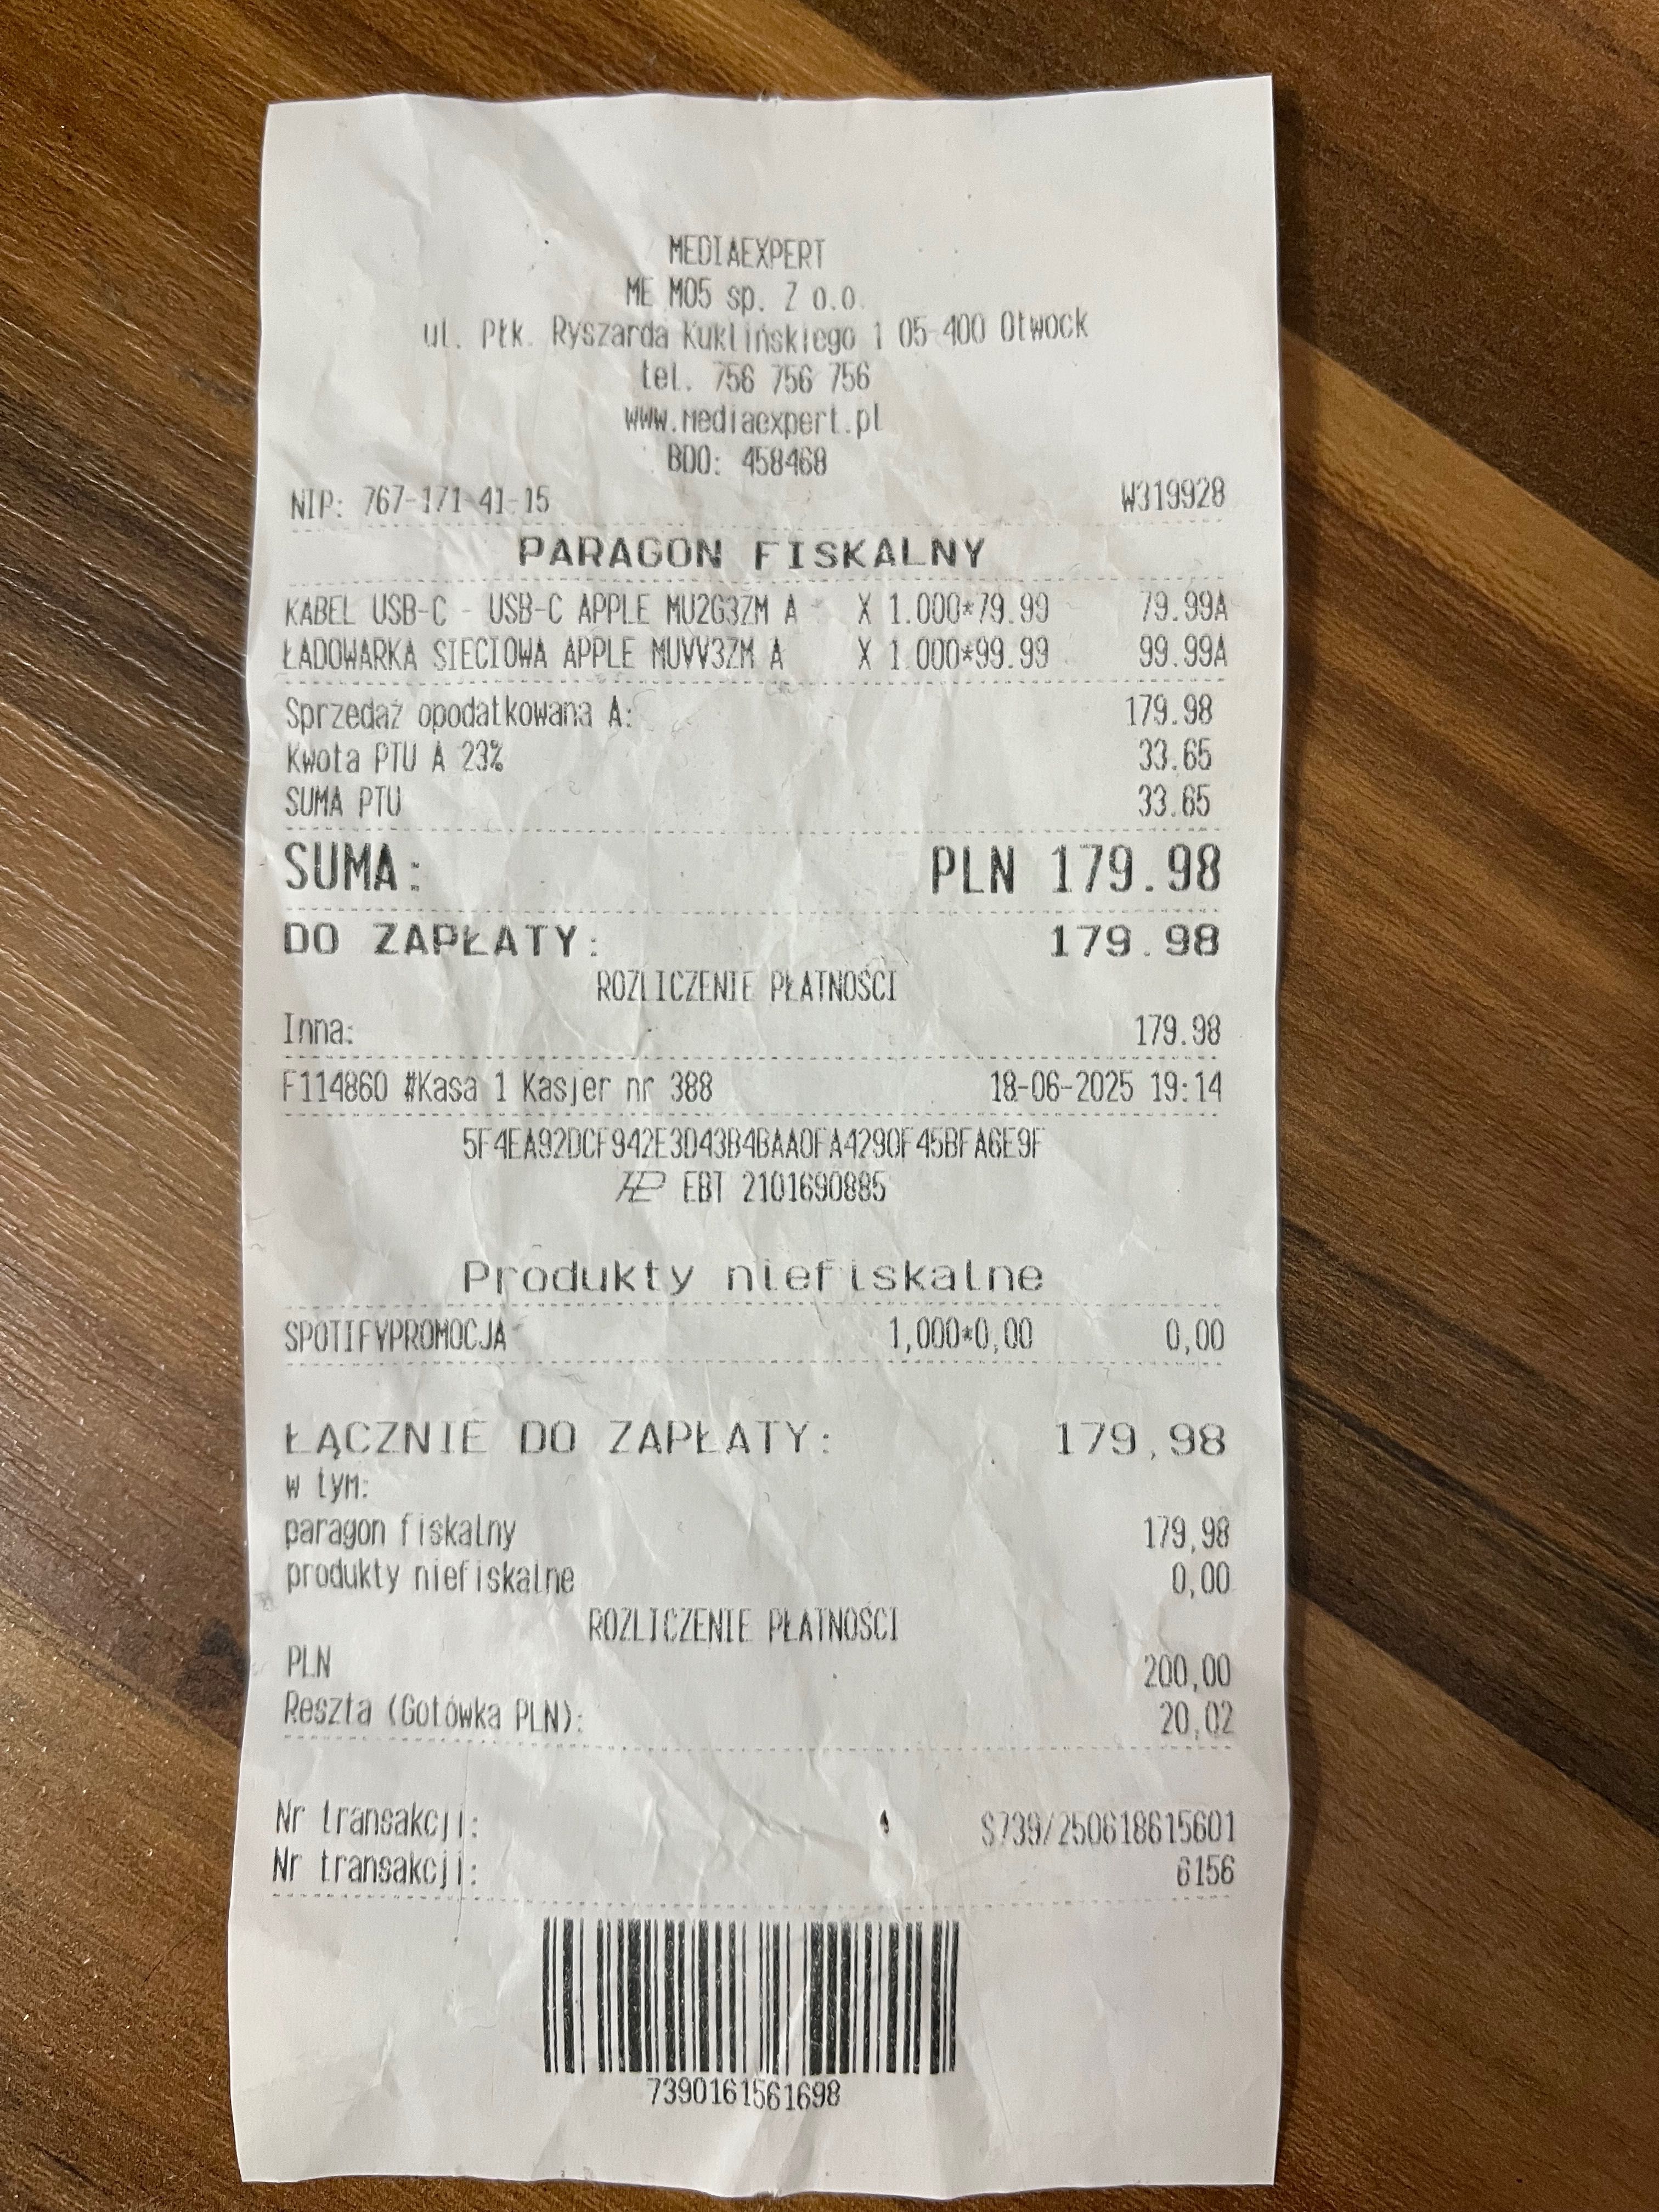 MEDIAEXPERT
ME M05 sp. Z o.o.
ul. Płk. Ryszarda Kuklińskiego 1 05-400 Otwock
tel. 756 756 756
www.mediaexpert.pl
BDO: 458468
NIP: 767-171-41-15 W319928
PARAGON FISKALNY
KABEL USB-C - USB-C APPLE MU2G3ZM A X 1.000*79.99 79.99A
ŁADOWARKA SIECIOWA APPLE MUVV3ZM A X 1.000*99.99 99.99A
Sprzedaż opodatkowana A: 179.98
Kwota PTU A 23% 33.65
SUMA PTU 33.65
SUMA: PLN 179.98
DO ZAPŁATY: 179.98
ROZLICZENIE PŁATNOŚCI
Inna: 179.98
F114860 #Kasa 1 Kasjer nr 388 18-06-2025 19:14
5F4EA92DCF942E3D43B4BAA0FA4290F45BFA6E9F
EBT 2101690885
Produkty niefiskalne
SPOTIFYPROMOCJA 1,000*0,00 0,00
ŁĄCZNIE DO ZAPŁATY: 179,98
w tym:
paragon fiskalny 179,98
produkty niefiskalne 0,00
ROZLICZENIE PŁATNOŚCI
PLN 200,00
Reszta (Gotówka PLN): 20,02
Nr transakcji: S739/250618615601
Nr transakcji: 6156
7390161561698